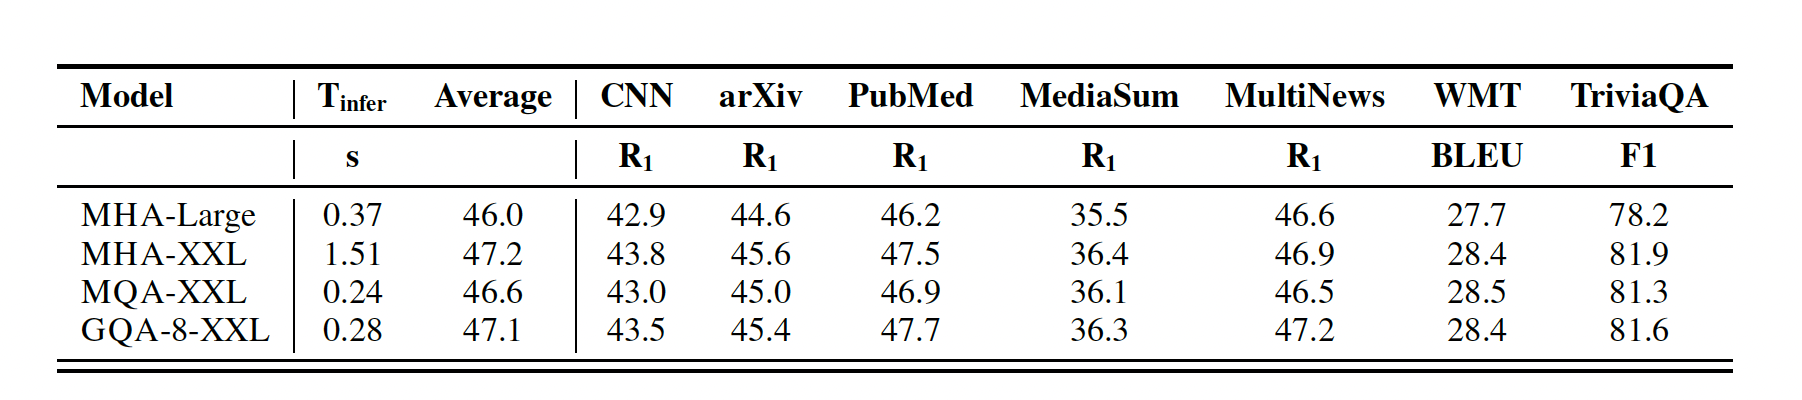 Model T_infer Average CNN arXiv PubMed MediaSum MultiNews WMT TriviaQA
s R_1 R_1 R_1 R_1 R_1 BLEU F1
MHA-Large 0.37 46.0 42.9 44.6 46.2 35.5 46.6 27.7 78.2
MHA-XXL 1.51 47.2 43.8 45.6 47.5 36.4 46.9 28.4 81.9
MQA-XXL 0.24 46.6 43.0 45.0 46.9 36.1 46.5 28.5 81.3
GQA-8-XXL 0.28 47.1 43.5 45.4 47.7 36.3 47.2 28.4 81.6